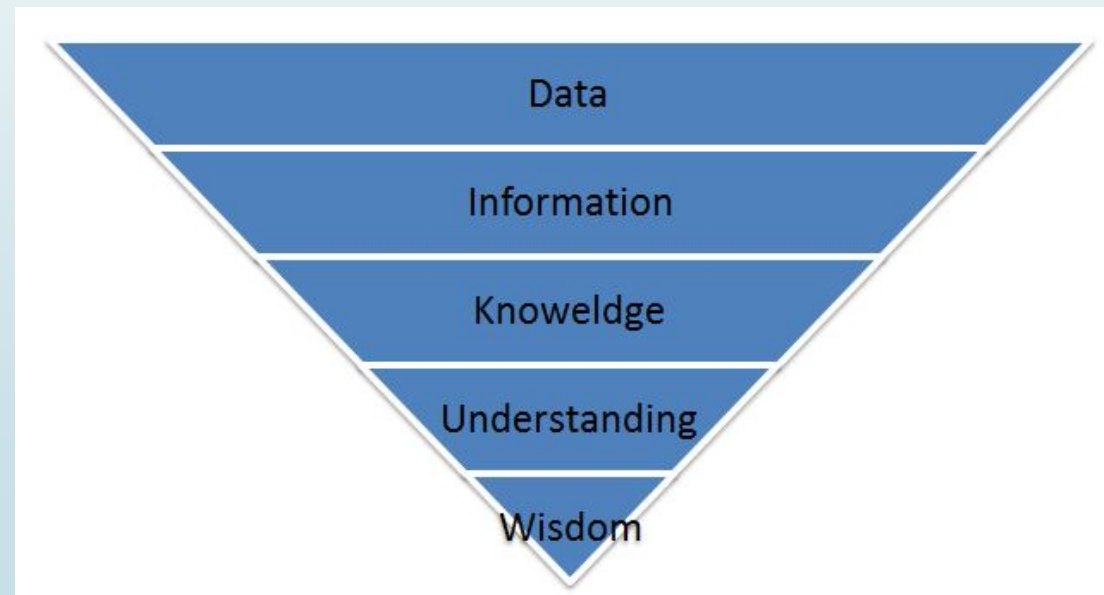 Data
Information
Knoweldge
Understanding
Wisdom